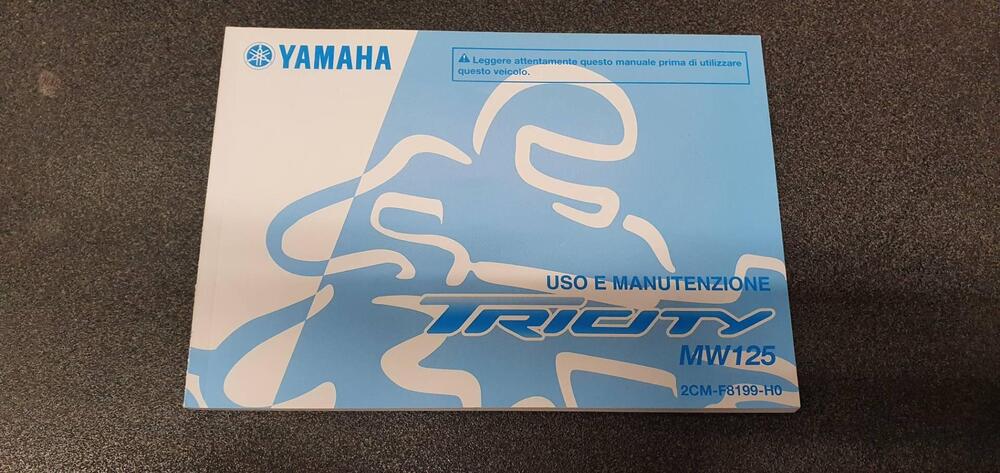 YAMAHA
⚠ Leggere attentamente questo manuale prima di utilizzare
questo veicolo.
USO E MANUTENZIONE
TRICITY
MW125
2CM-F8199-H0